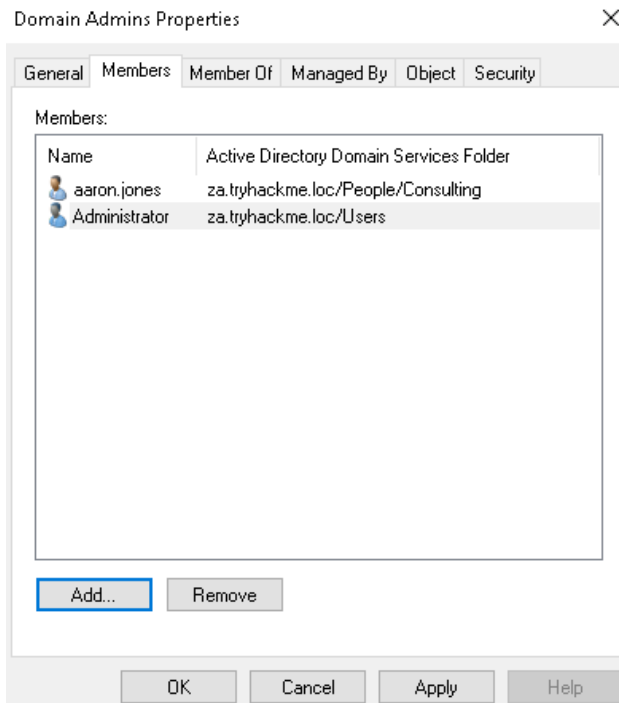 Domain Admins Properties
General Members Member Of Managed By Object Security
Members:
Name Active Directory Domain Services Folder
aaron.jones za.tryhackme.loc/People/Consulting
Administrator za.tryhackme.loc/Users
Add... Remove
OK Cancel Apply Help